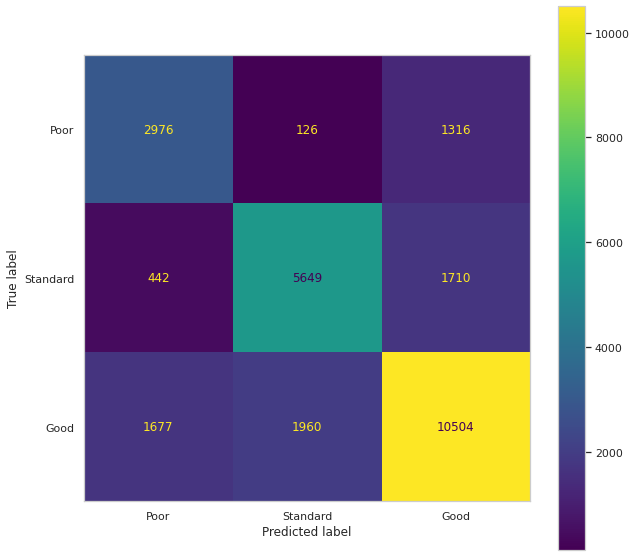 10000
Poor
2976 126 1316
8000
6000
True label
Standard
442 5649 1710
4000
Good
1677 1960 10504
2000
Poor Standard Good
Predicted label